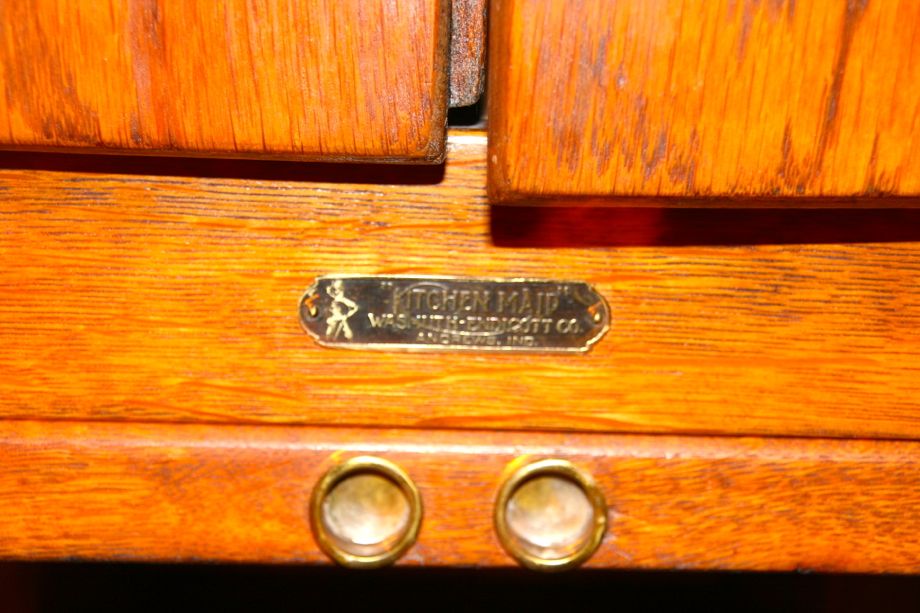 "KITCHEN MAID"
WASMUTH-ENDICOTT CO.
ANDREWS, IND.